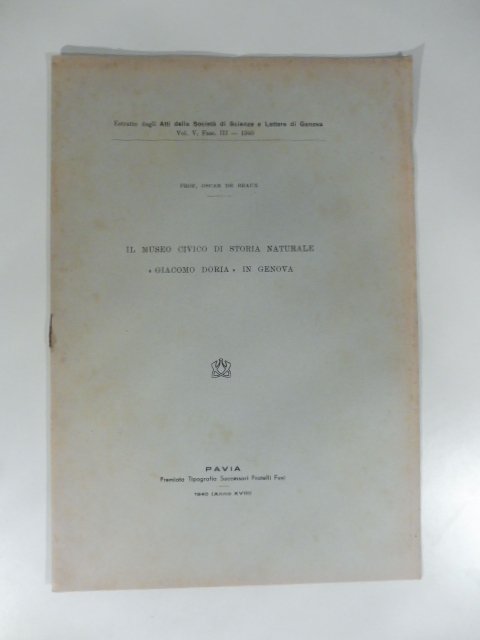 Estratto dagli Atti della Società di Scienze e Lettere di Genova
Vol. V, Fasc. III — 1940
PROF. OSCAR DE BEAUX
IL MUSEO CIVICO DI STORIA NATURALE
« GIACOMO DORIA » IN GENOVA
PAVIA
Premiata Tipografia Successori Fratelli Fusi
1940 (Anno XVIII)